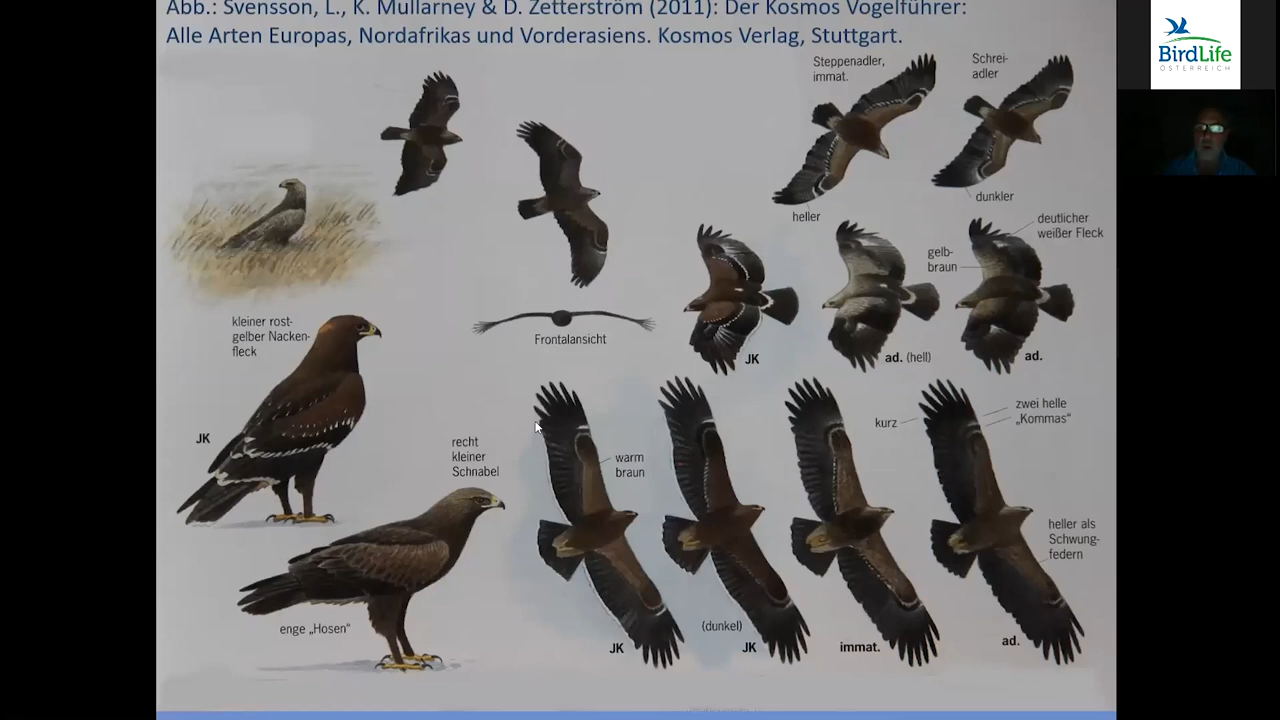 Abb.: Svensson, L., K. Mullarney & D. Zetterström (2011): Der Kosmos Vogelführer:
Alle Arten Europas, Nordafrikas und Vorderasiens. Kosmos Verlag, Stuttgart.
BirdLife
ÖSTERREICH
Steppenadler,
immat.
Schrei-
adler
heller
dunkler
deutlicher
weißer Fleck
gelb-
braun
kleiner rost-
gelber Nacken-
fleck
Frontalansicht
JK
ad. (hell)
ad.
JK
recht
kleiner
Schnabel
warm
braun
kurz
zwei helle
„Kommas"
heller als
Schwung-
federn
enge „Hosen"
JK
(dunkel)
JK
immat.
ad.